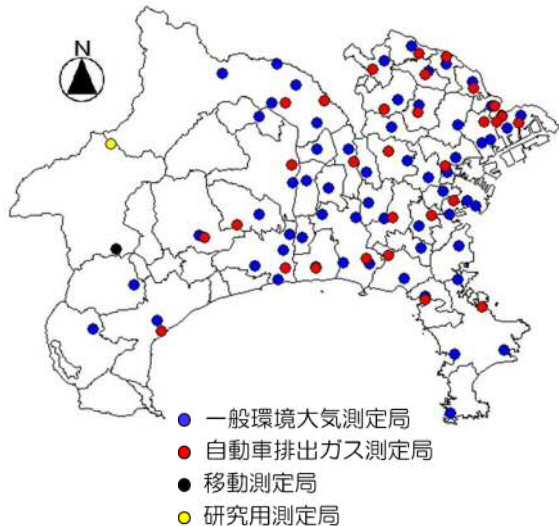 N
一般環境大気測定局
自動車排出ガス測定局
移動測定局
研究用測定局